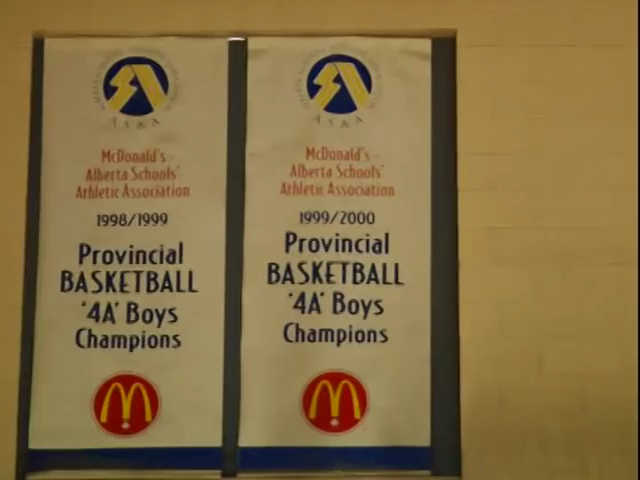 ASAA
McDonald's
Alberta Schools'
Athletic Association
1998/1999
Provincial
BASKETBALL
'4A' Boys
Champions
ASAA
McDonald's
Alberta Schools'
Athletic Association
1999/2000
Provincial
BASKETBALL
'4A' Boys
Champions